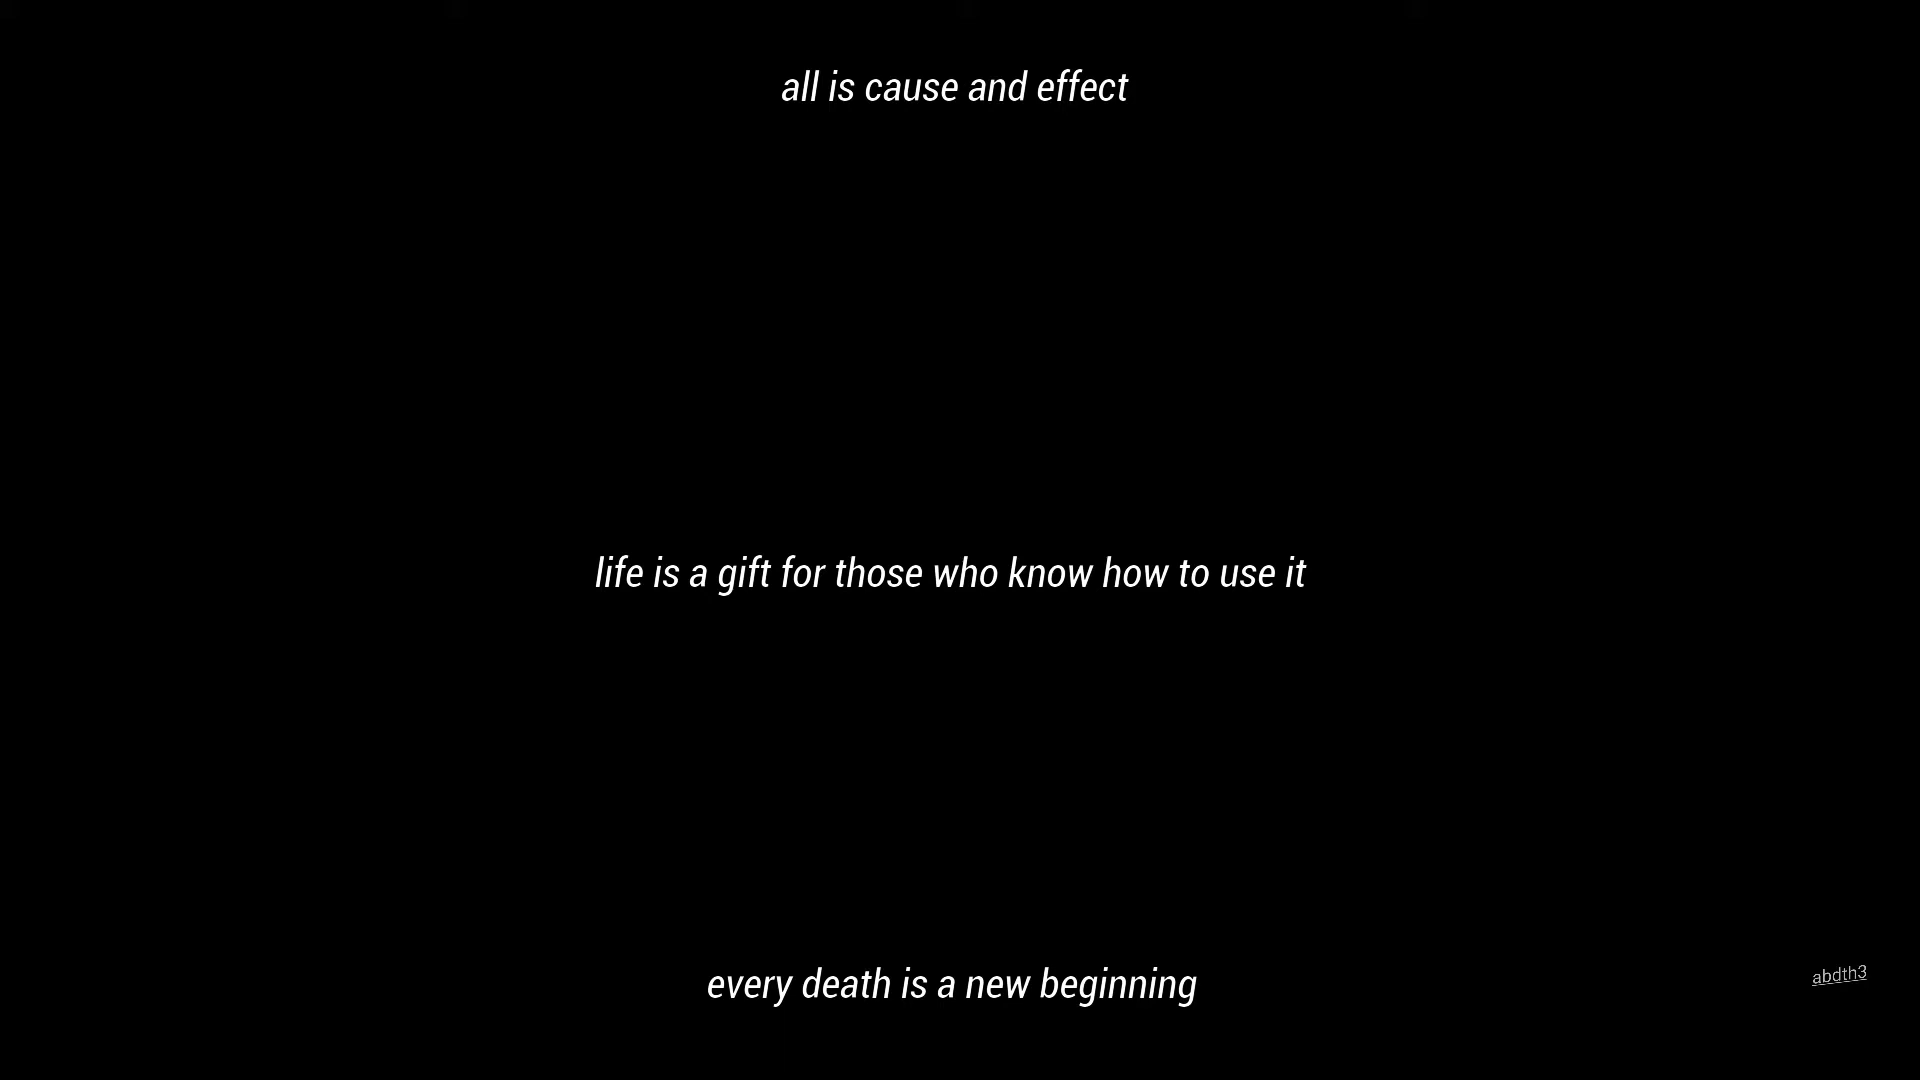 all is cause and effect
life is a gift for those who know how to use it
every death is a new beginning
abdth3